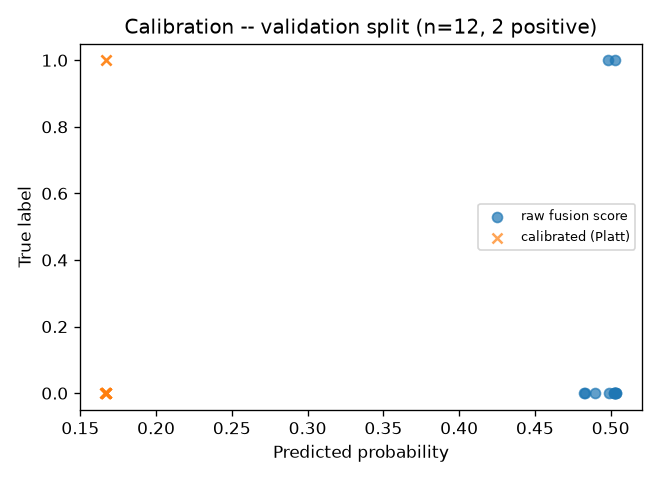 Calibration -- validation split (n=12, 2 positive)
True label
1.0
0.8
0.6
0.4
0.2
0.0
raw fusion score
calibrated (Platt)
0.15 0.20 0.25 0.30 0.35 0.40 0.45 0.50
Predicted probability